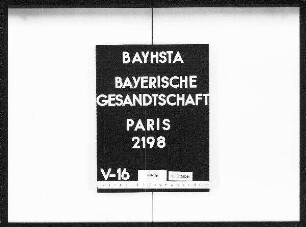 BAYHSTA
BAYERISCHE
GESANDTSCHAFT
PARIS
2198
V-16